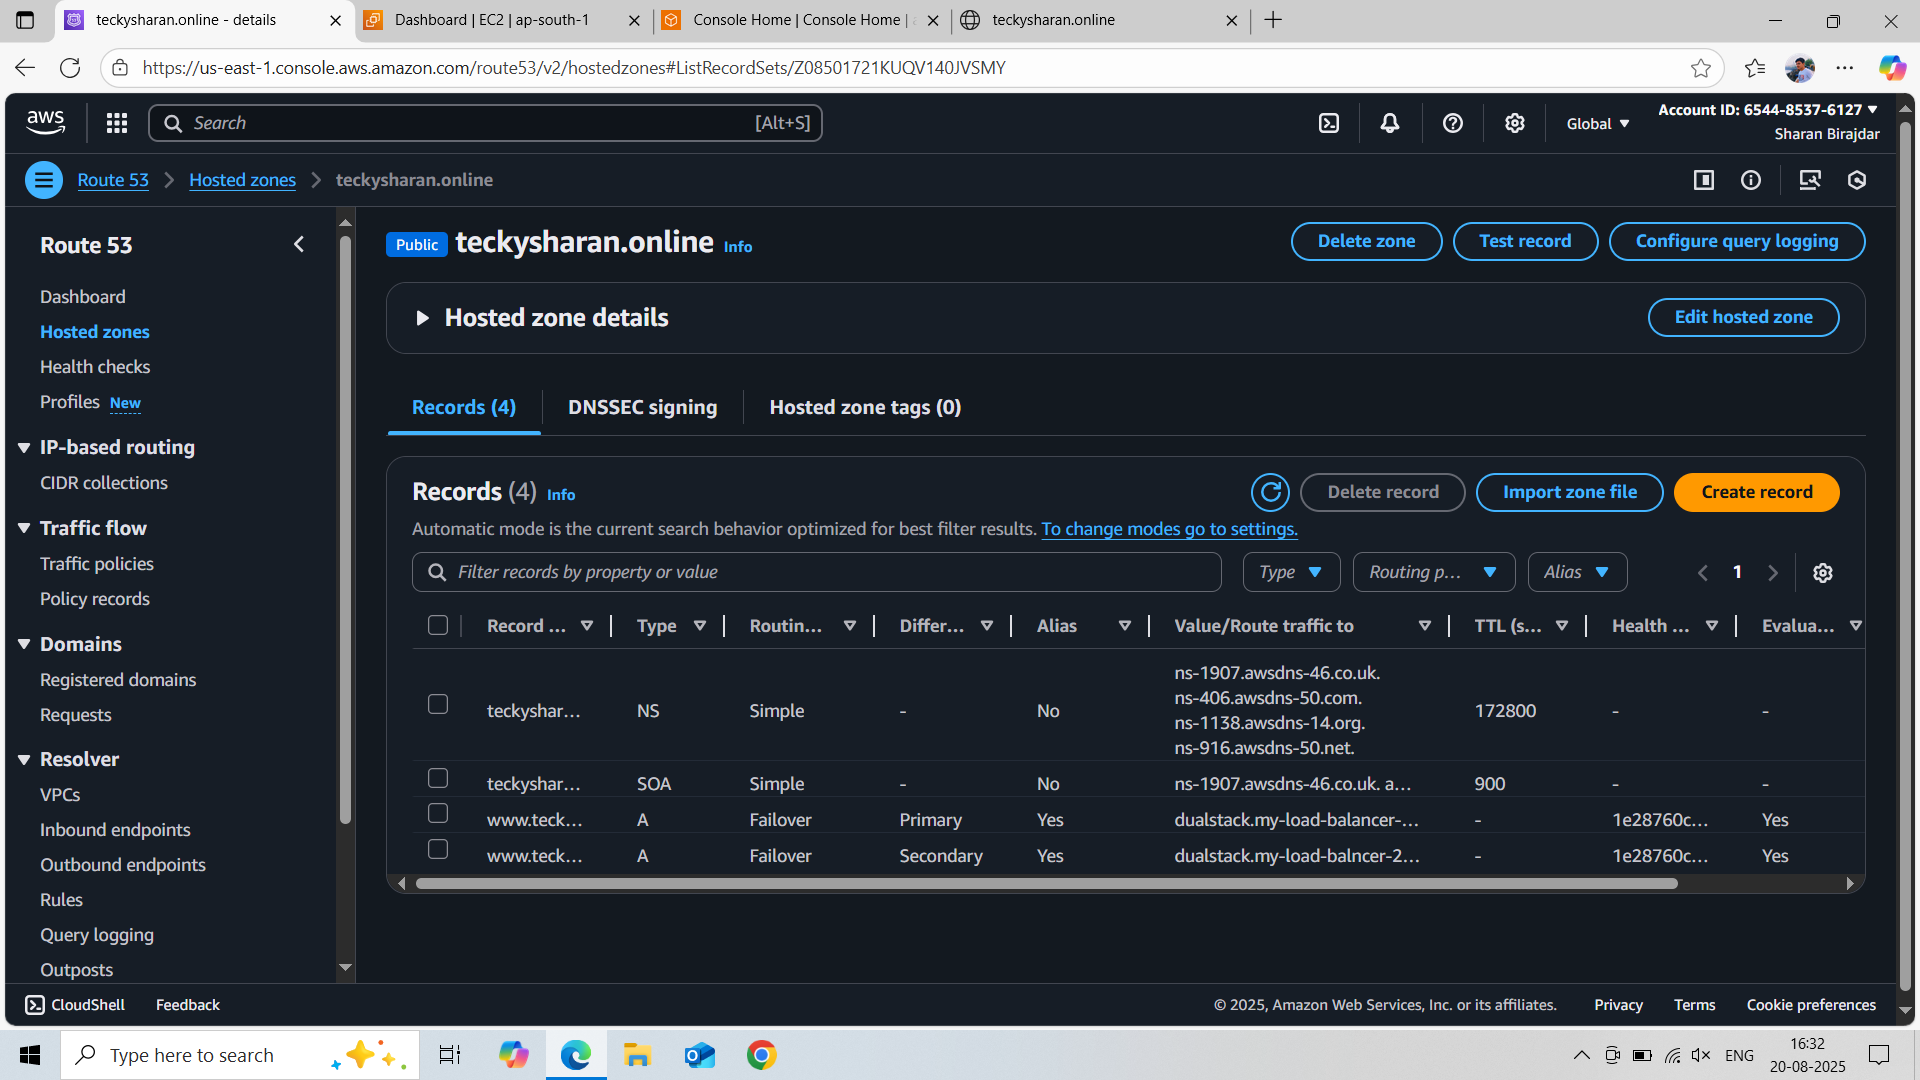 teckysharan.online - details
Dashboard | EC2 | ap-south-1
Console Home | Console Home |
teckysharan.online
https://us-east-1.console.aws.amazon.com/route53/v2/hostedzones#ListRecordSets/Z08501721KUQV140JVSMY
aws
Search
[Alt+S]
Global
Account ID: 6544-8537-6127
Sharan Birajdar
Route 53
Hosted zones
teckysharan.online
Route 53
Dashboard
Hosted zones
Health checks
Profiles New
IP-based routing
CIDR collections
Traffic flow
Traffic policies
Policy records
Domains
Registered domains
Requests
Resolver
VPCs
Inbound endpoints
Outbound endpoints
Rules
Query logging
Outposts
Public teckysharan.online Info
Delete zone
Test record
Configure query logging
Hosted zone details
Edit hosted zone
Records (4)
DNSSEC signing
Hosted zone tags (0)
Records (4) Info
Delete record
Import zone file
Create record
Automatic mode is the current search behavior optimized for best filter results. To change modes go to settings.
Filter records by property or value
Type
Routing p...
Alias
1
Record ... Type Routin... Differ... Alias Value/Route traffic to TTL (s... Health ... Evalua...
teckyshar... NS Simple - No ns-1907.awsdns-46.co.uk. 172800 - -
ns-406.awsdns-50.com.
ns-1138.awsdns-14.org.
ns-916.awsdns-50.net.
teckyshar... SOA Simple - No ns-1907.awsdns-46.co.uk. a... 900 - -
www.teck... A Failover Primary Yes dualstack.my-load-balancer-... - 1e28760c... Yes
www.teck... A Failover Secondary Yes dualstack.my-load-balncer-2... - 1e28760c... Yes
CloudShell
Feedback
© 2025, Amazon Web Services, Inc. or its affiliates.
Privacy
Terms
Cookie preferences
Type here to search
ENG
16:32
20-08-2025